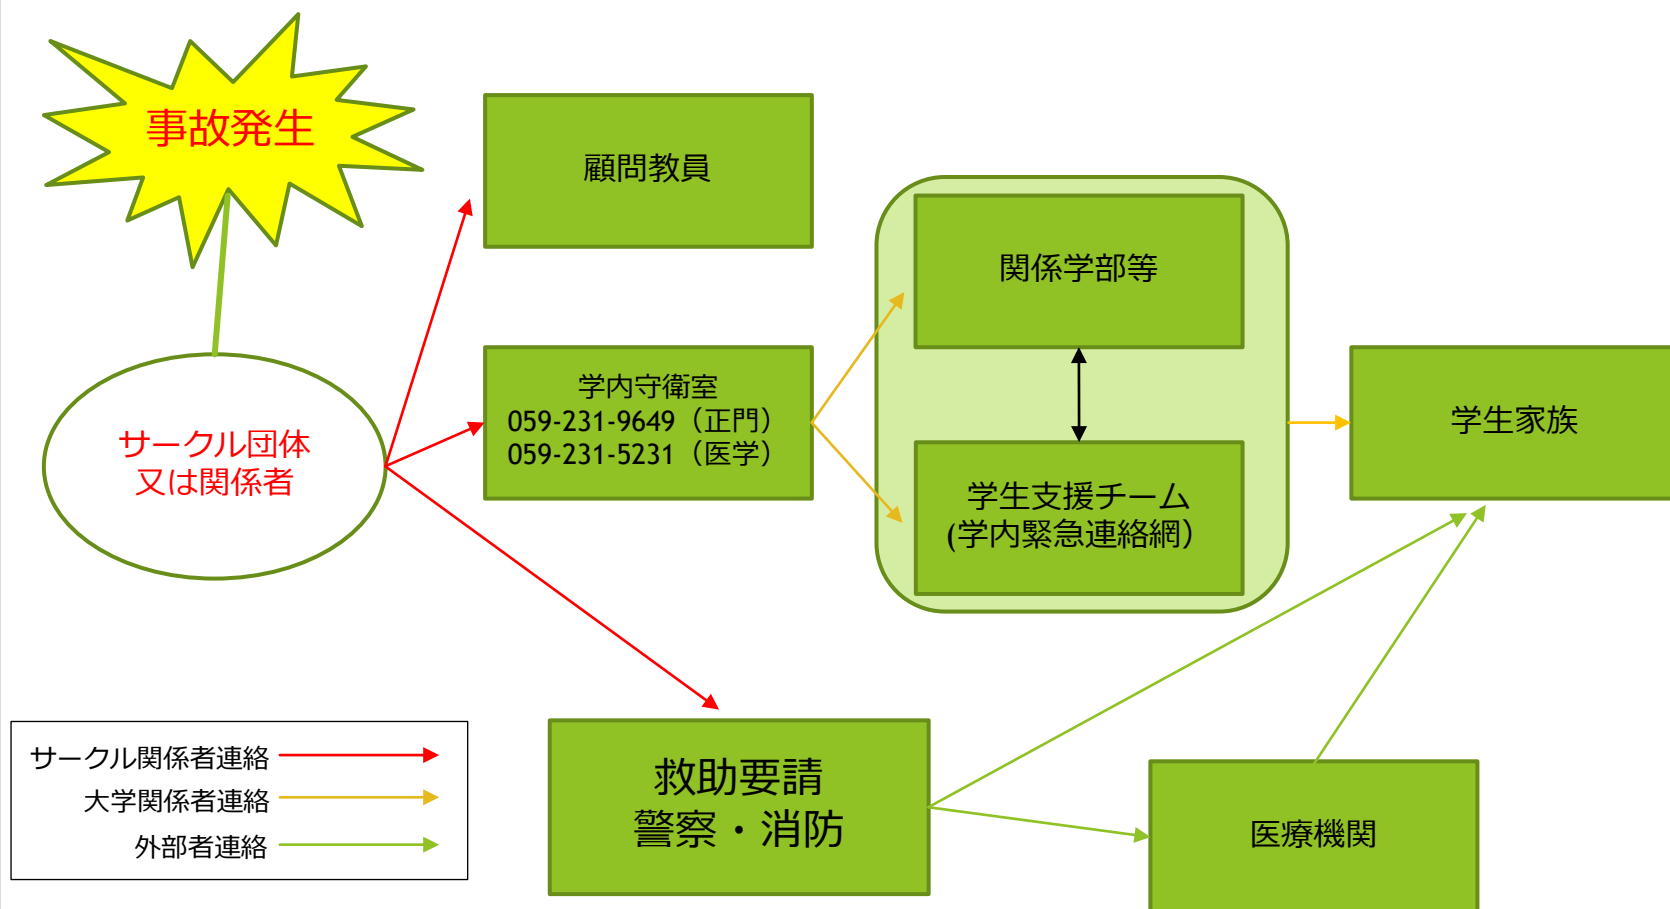 事故発生
サークル団体
又は関係者
顧問教員
学内守衛室
059-231-9649（正門）
059-231-5231（医学）
関係学部等
学生支援チーム
(学内緊急連絡網）
学生家族
救助要請
警察・消防
医療機関
サークル関係者連絡
大学関係者連絡
外部者連絡